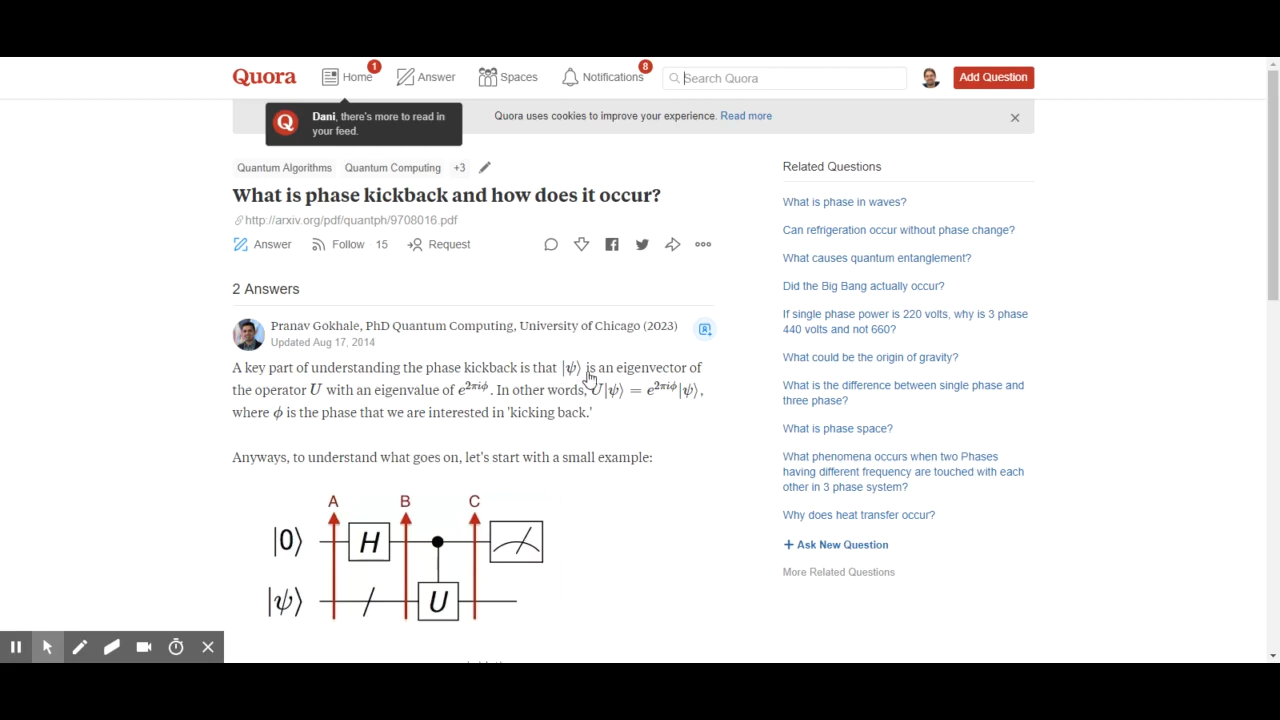 Quora
Home
1
Answer
Spaces
Notifications
8
Search Quora
Add Question
Dani, there's more to read in
your feed.
Quora uses cookies to improve your experience. Read more
Quantum Algorithms
Quantum Computing
+3
What is phase kickback and how does it occur?
http://arxiv.org/pdf/quantph/9708016.pdf
Answer
Follow 15
Request
2 Answers
Pranav Gokhale, PhD Quantum Computing, University of Chicago (2023)
Updated Aug 17, 2014
A key part of understanding the phase kickback is that |ψ⟩ is an eigenvector of
the operator U with an eigenvalue of e^{2πiϕ}. In other words, U|ψ⟩ = e^{2πiϕ}|ψ⟩,
where ϕ is the phase that we are interested in 'kicking back.'
Anyways, to understand what goes on, let's start with a small example:
A B C
|0⟩ H
|ψ⟩ U
Related Questions
What is phase in waves?
Can refrigeration occur without phase change?
What causes quantum entanglement?
Did the Big Bang actually occur?
If single phase power is 220 volts, why is 3 phase
440 volts and not 660?
What could be the origin of gravity?
What is the difference between single phase and
three phase?
What is phase space?
What phenomena occurs when two Phases
having different frequency are touched with each
other in 3 phase system?
Why does heat transfer occur?
+ Ask New Question
More Related Questions